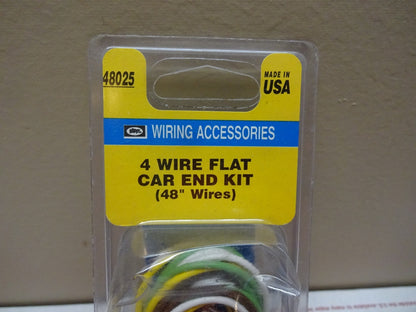 48025
MADE IN
USA
WIRING ACCESSORIES
4 WIRE FLAT
CAR END KIT
(48" Wires)